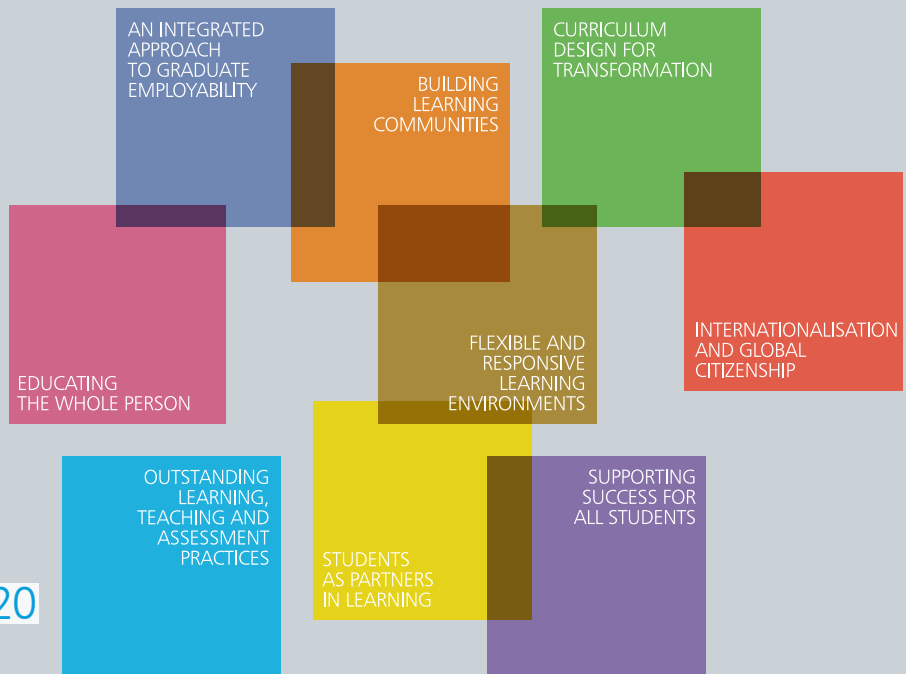 AN INTEGRATED
APPROACH
TO GRADUATE
EMPLOYABILITY
BUILDING
LEARNING
COMMUNITIES
CURRICULUM
DESIGN FOR
TRANSFORMATION
EDUCATING
THE WHOLE PERSON
FLEXIBLE AND
RESPONSIVE
LEARNING
ENVIRONMENTS
INTERNATIONALISATION
AND GLOBAL
CITIZENSHIP
OUTSTANDING
LEARNING,
TEACHING AND
ASSESSMENT
PRACTICES
STUDENTS
AS PARTNERS
IN LEARNING
SUPPORTING
SUCCESS FOR
ALL STUDENTS
20